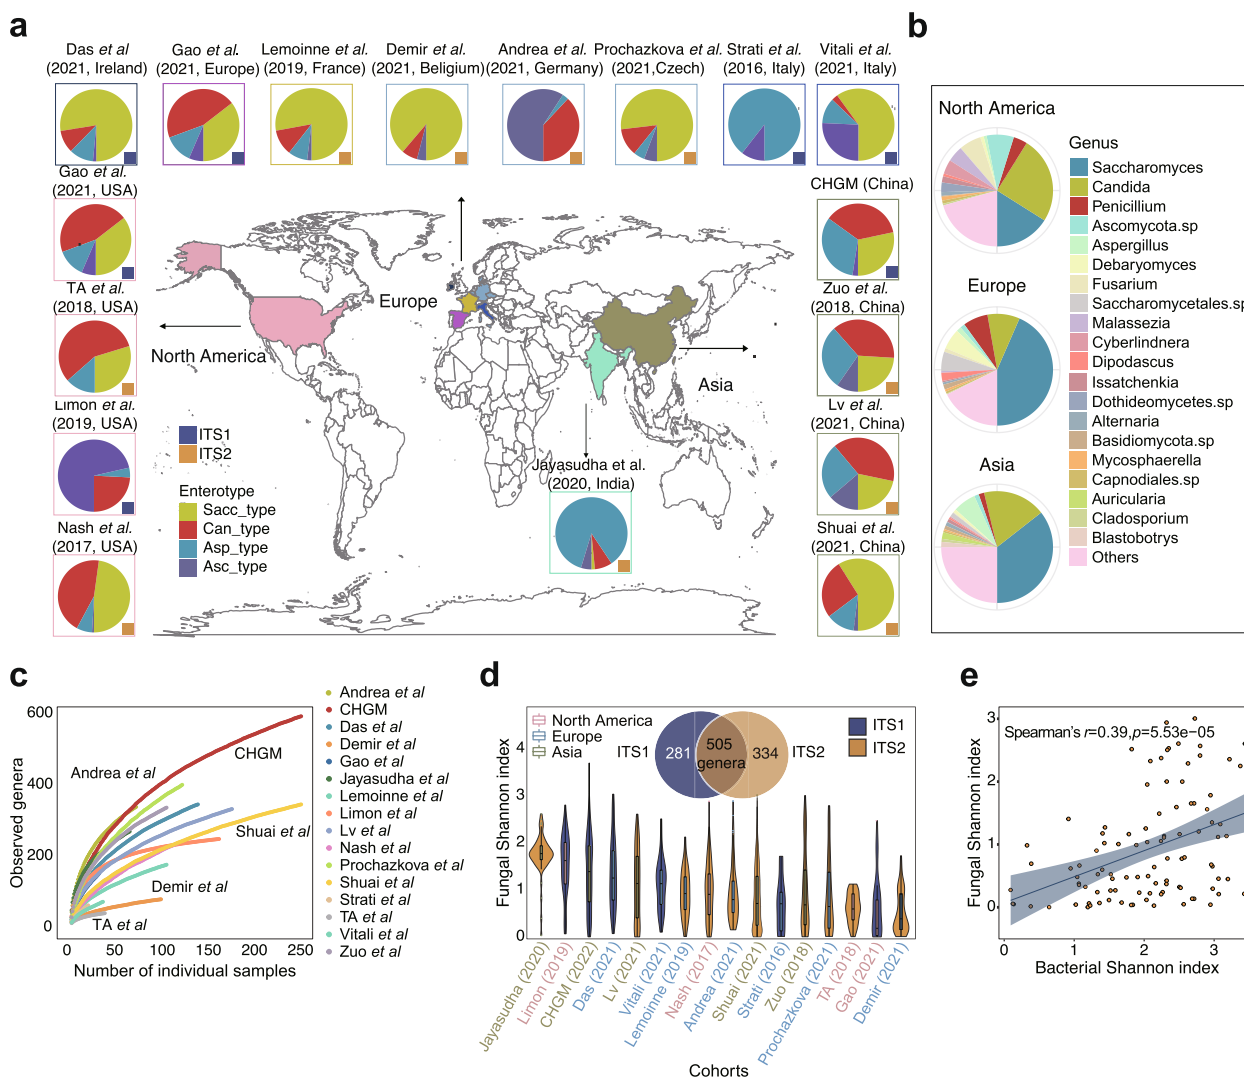 a
Das et al
(2021, Ireland)
Gao et al.
(2021, Europe)
Lemoinne et al.
(2019, France)
Demir et al.
(2021, Beligium)
Andrea et al.
(2021, Germany)
Prochazkova et al.
(2021,Czech)
Strati et al.
(2016, Italy)
Vitali et al.
(2021, Italy)
Gao et al.
(2021, USA)
TA et al.
(2018, USA)
Limon et al.
(2019, USA)
Nash et al.
(2017, USA)
CHGM (China)
Zuo et al.
(2018, China)
Lv et al.
(2021, China)
Shuai et al.
(2021, China)
Europe
North America
Asia
Jayasudha et al.
(2020, India)
ITS1
ITS2
Enterotype
Sacc_type
Can_type
Asp_type
Asc_type
b
North America
Europe
Asia
Genus
Saccharomyces
Candida
Penicillium
Ascomycota.sp
Aspergillus
Debaryomyces
Fusarium
Saccharomycetales.sp
Malassezia
Cyberlindnera
Dipodascus
Issatchenkia
Dothideomycetes.sp
Alternaria
Basidiomycota.sp
Mycosphaerella
Capnodiales.sp
Auricularia
Cladosporium
Blastobotrys
Others
c
Observed genera
600
400
200
0
0 50 100 150 200 250
Number of individual samples
CHGM
Andrea et al
Shuai et al
Demir et al
TA et al
Andrea et al
CHGM
Das et al
Demir et al
Gao et al
Jayasudha et al
Lemoinne et al
Limon et al
Lv et al
Nash et al
Prochazkova et al
Shuai et al
Strati et al
TA et al
Vitali et al
Zuo et al
d
Fungal Shannon index
4
3
2
1
0
North America
Europe
Asia
ITS1
281
505
genera
334
ITS2
ITS1
ITS2
Jayasudha (2020)
Limon (2019)
CHGM (2022)
Das (2021)
Lv (2021)
Vitali (2021)
Lemoinne (2019)
Nash (2017)
Andrea (2021)
Shuai (2021)
Strati (2016)
Zuo (2018)
Prochazkova (2021)
TA (2018)
Gao (2021)
Demir (2021)
Cohorts
e
Fungal Shannon index
3
2
1
0
Spearman's r=0.39,p=5.53e−05
0 1 2 3
Bacterial Shannon index